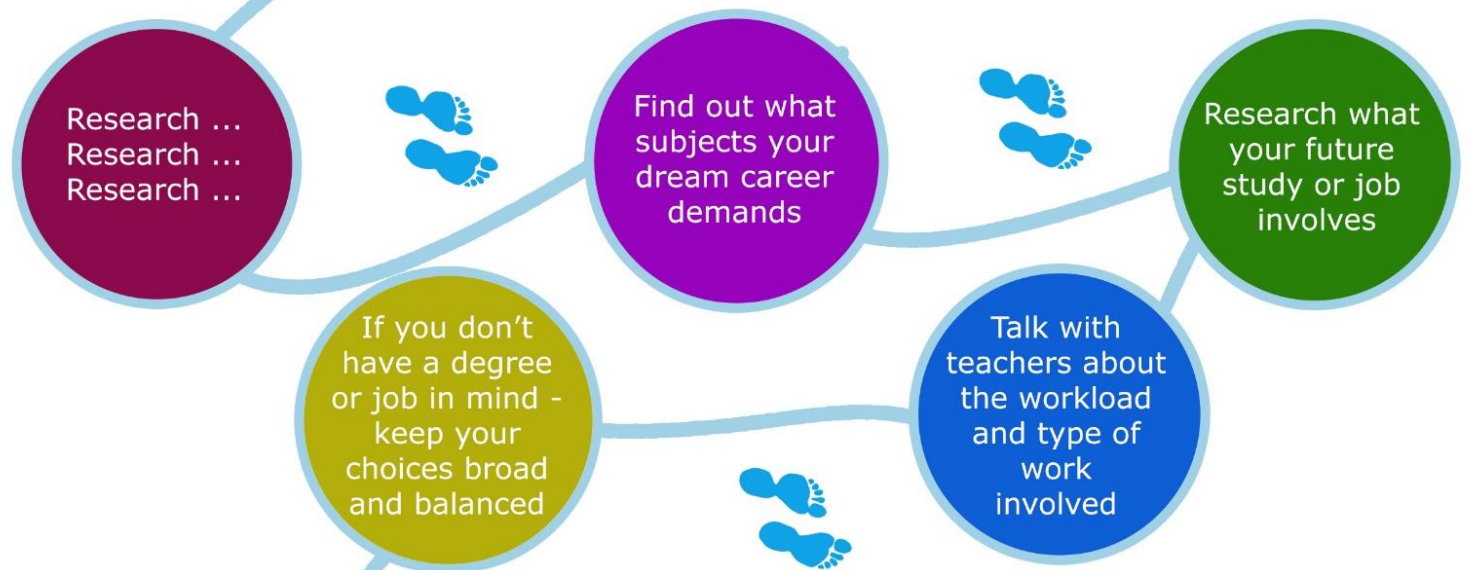 Research ...
Research ...
Research ...
Find out what
subjects your
dream career
demands
Research what
your future
study or job
involves
Talk with
teachers about
the workload
and type of
work
involved
If you don’t
have a degree
or job in mind -
keep your
choices broad
and balanced